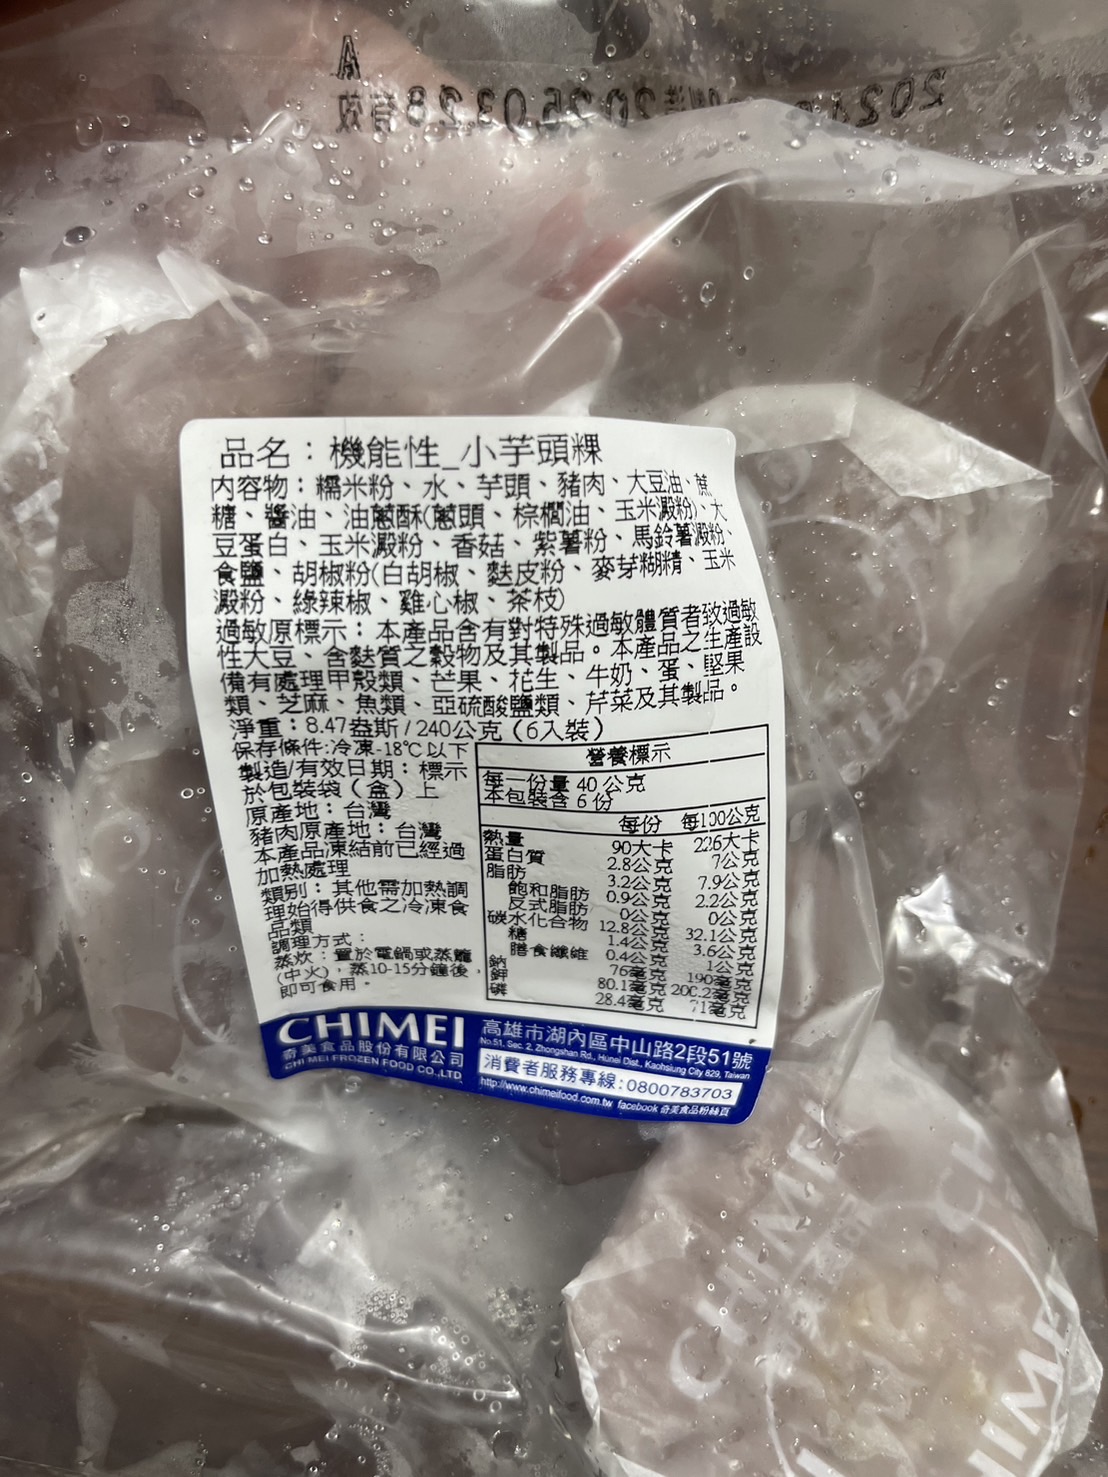 A
有效20250328
品名：機能性_小芋頭粿
內容物：糯米粉、水、芋頭、豬肉、大豆油、蔗
糖、醬油、油蔥酥(蔥頭、棕櫚油、玉米澱粉)、大
豆蛋白、玉米澱粉、香菇、紫薯粉、馬鈴薯澱粉、
食鹽、胡椒粉(白胡椒、麩皮粉、麥芽糊精、玉米
澱粉、綠辣椒、雞心椒、茶枝)
過敏原標示：本產品含有對特殊過敏體質者致過敏
性大豆、含麩質之穀物及其製品。本產品之生產設
備有處理甲殼類、芒果、花生、牛奶、蛋、堅果
類、芝麻、魚類、亞硫酸鹽類、芹菜及其製品。
淨重：8.47盎斯/240公克(6入裝)
保存條件:冷凍-18℃以下
製造/有效日期：標示
於包裝袋(盒)上
原產地：台灣
豬肉原產地：台灣
本產品凍結前已經過
加熱處理
類別：其他需加熱調
理始得供食之冷凍食
品類
調理方式：
蒸炊：置於電鍋或蒸籠
(中火)，蒸10-15分鐘後，
即可食用。
營養標示
每一份量 40 公克
本包裝含 6 份
每份 每100公克
熱量 90大卡 226大卡
蛋白質 2.8公克 7公克
脂肪 3.2公克 7.9公克
飽和脂肪 0.9公克 2.2公克
反式脂肪 0公克 0公克
碳水化合物 12.8公克 32.1公克
糖 1.4公克 3.6公克
膳食纖維 0.4公克 1公克
鈉 76毫克 190毫克
鉀 80.1毫克 200.2毫克
磷 28.4毫克 71毫克
CHIMEI
奇美食品股份有限公司
CHI MEI FROZEN FOOD CO.,LTD
高雄市湖內區中山路2段51號
No.51, Sec. 2, Zhongshan Rd., Hunei Dist., Kaohsiung City 829, Taiwan
消費者服務專線:0800783703
http://www.chimeifood.com.tw facebook 奇美食品粉絲頁
CHIMEI